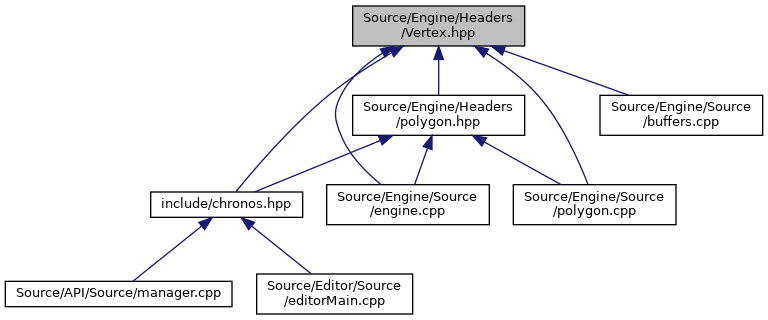 Source/Engine/Headers
/Vertex.hpp
Source/Engine/Headers
/polygon.hpp
Source/Engine/Source
/buffers.cpp
include/chronos.hpp
Source/Engine/Source
/engine.cpp
Source/Engine/Source
/polygon.cpp
Source/API/Source/manager.cpp
Source/Editor/Source
/editorMain.cpp